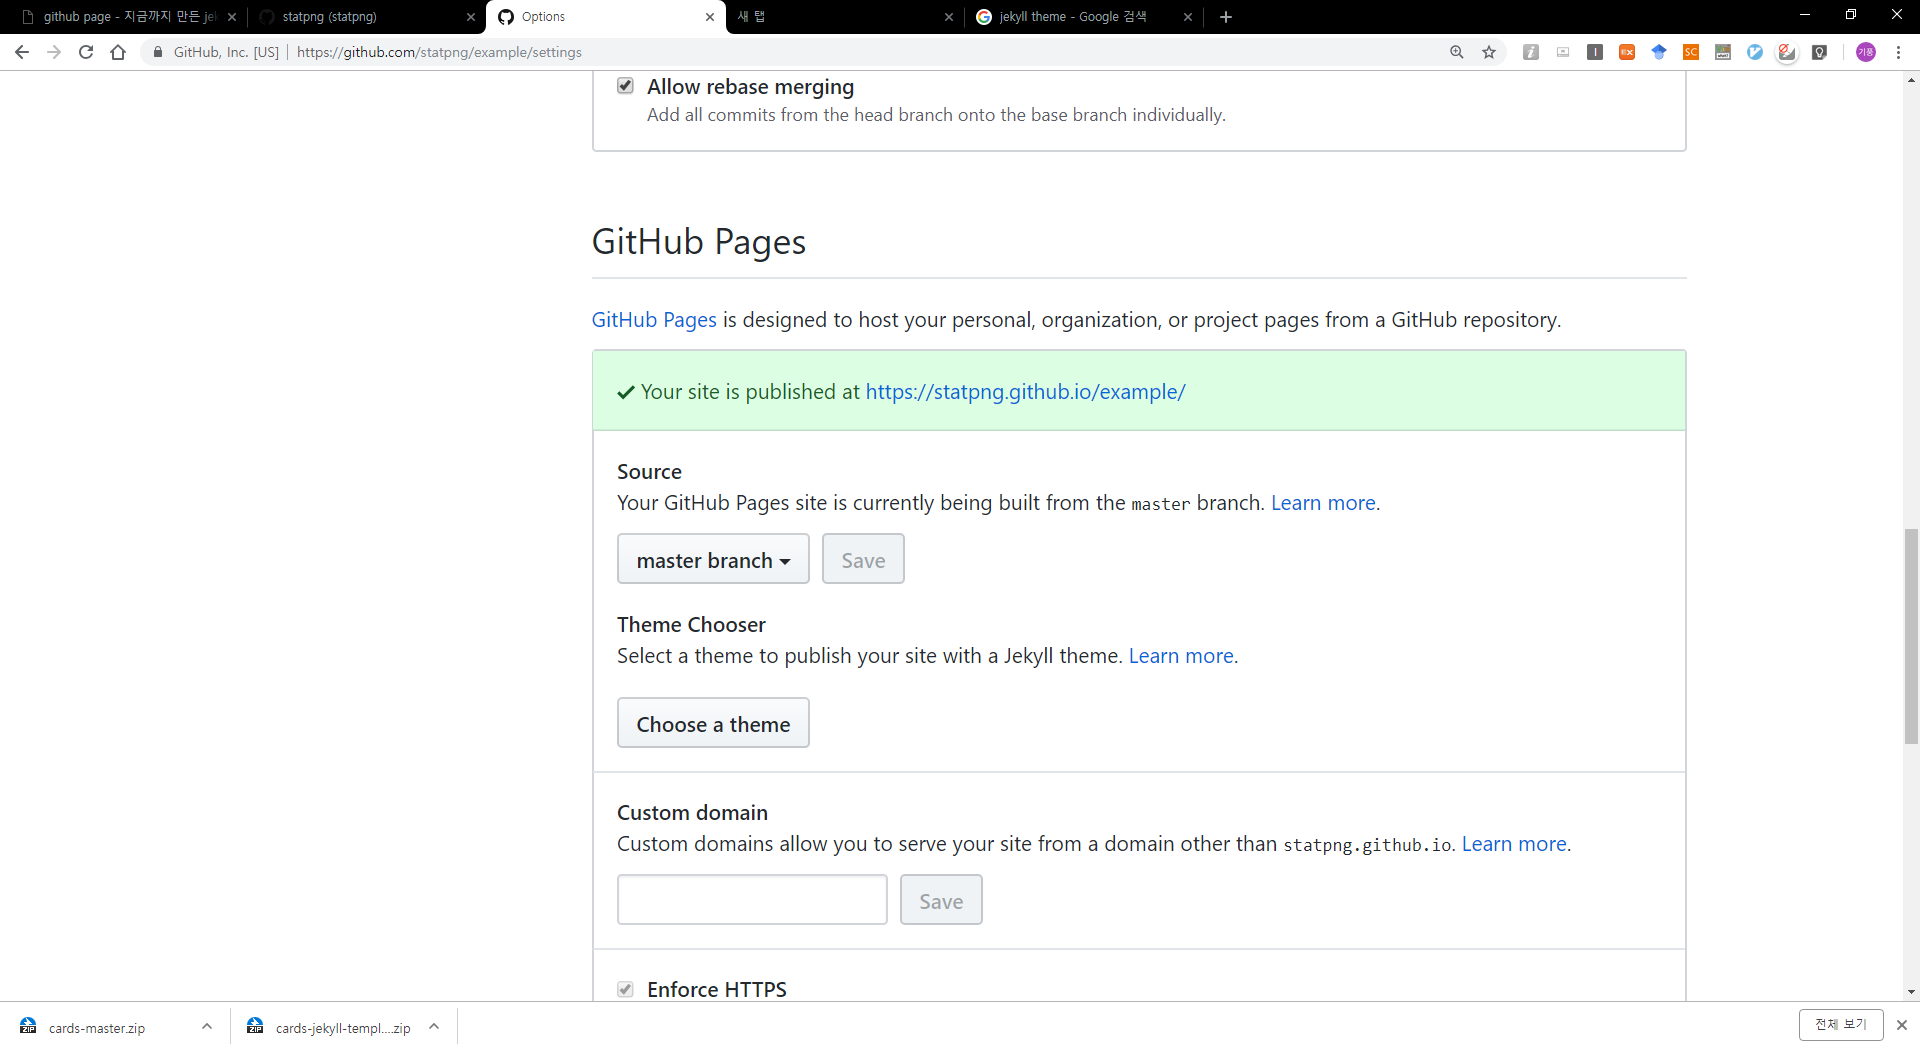 github page - 지금까지 만든 je
statpng (statpng)
Options
새 탭
jekyll theme - Google 검색
GitHub, Inc. [US] | https://github.com/statpng/example/settings
기풍
Allow rebase merging
Add all commits from the head branch onto the base branch individually.
GitHub Pages
GitHub Pages is designed to host your personal, organization, or project pages from a GitHub repository.
Your site is published at https://statpng.github.io/example/
Source
Your GitHub Pages site is currently being built from the master branch. Learn more.
master branch
Save
Theme Chooser
Select a theme to publish your site with a Jekyll theme. Learn more.
Choose a theme
Custom domain
Custom domains allow you to serve your site from a domain other than statpng.github.io. Learn more.
Save
Enforce HTTPS
cards-master.zip
cards-jekyll-templ....zip
전체 보기